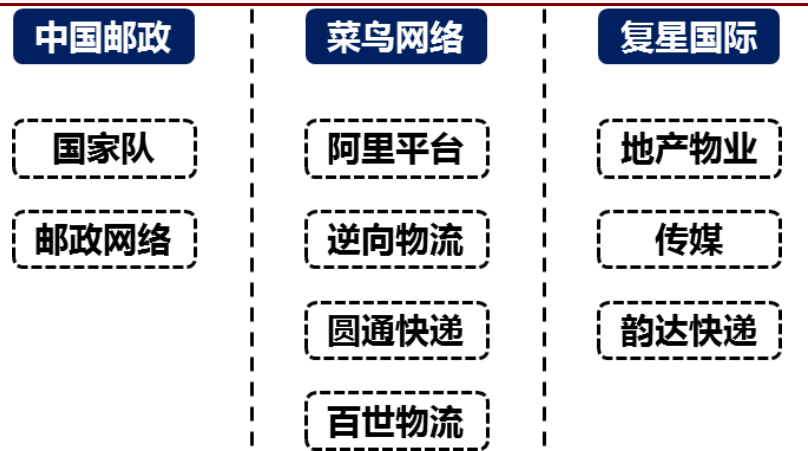 中国邮政
国家队
邮政网络
菜鸟网络
阿里平台
逆向物流
圆通快递
百世物流
复星国际
地产物业
传媒
韵达快递